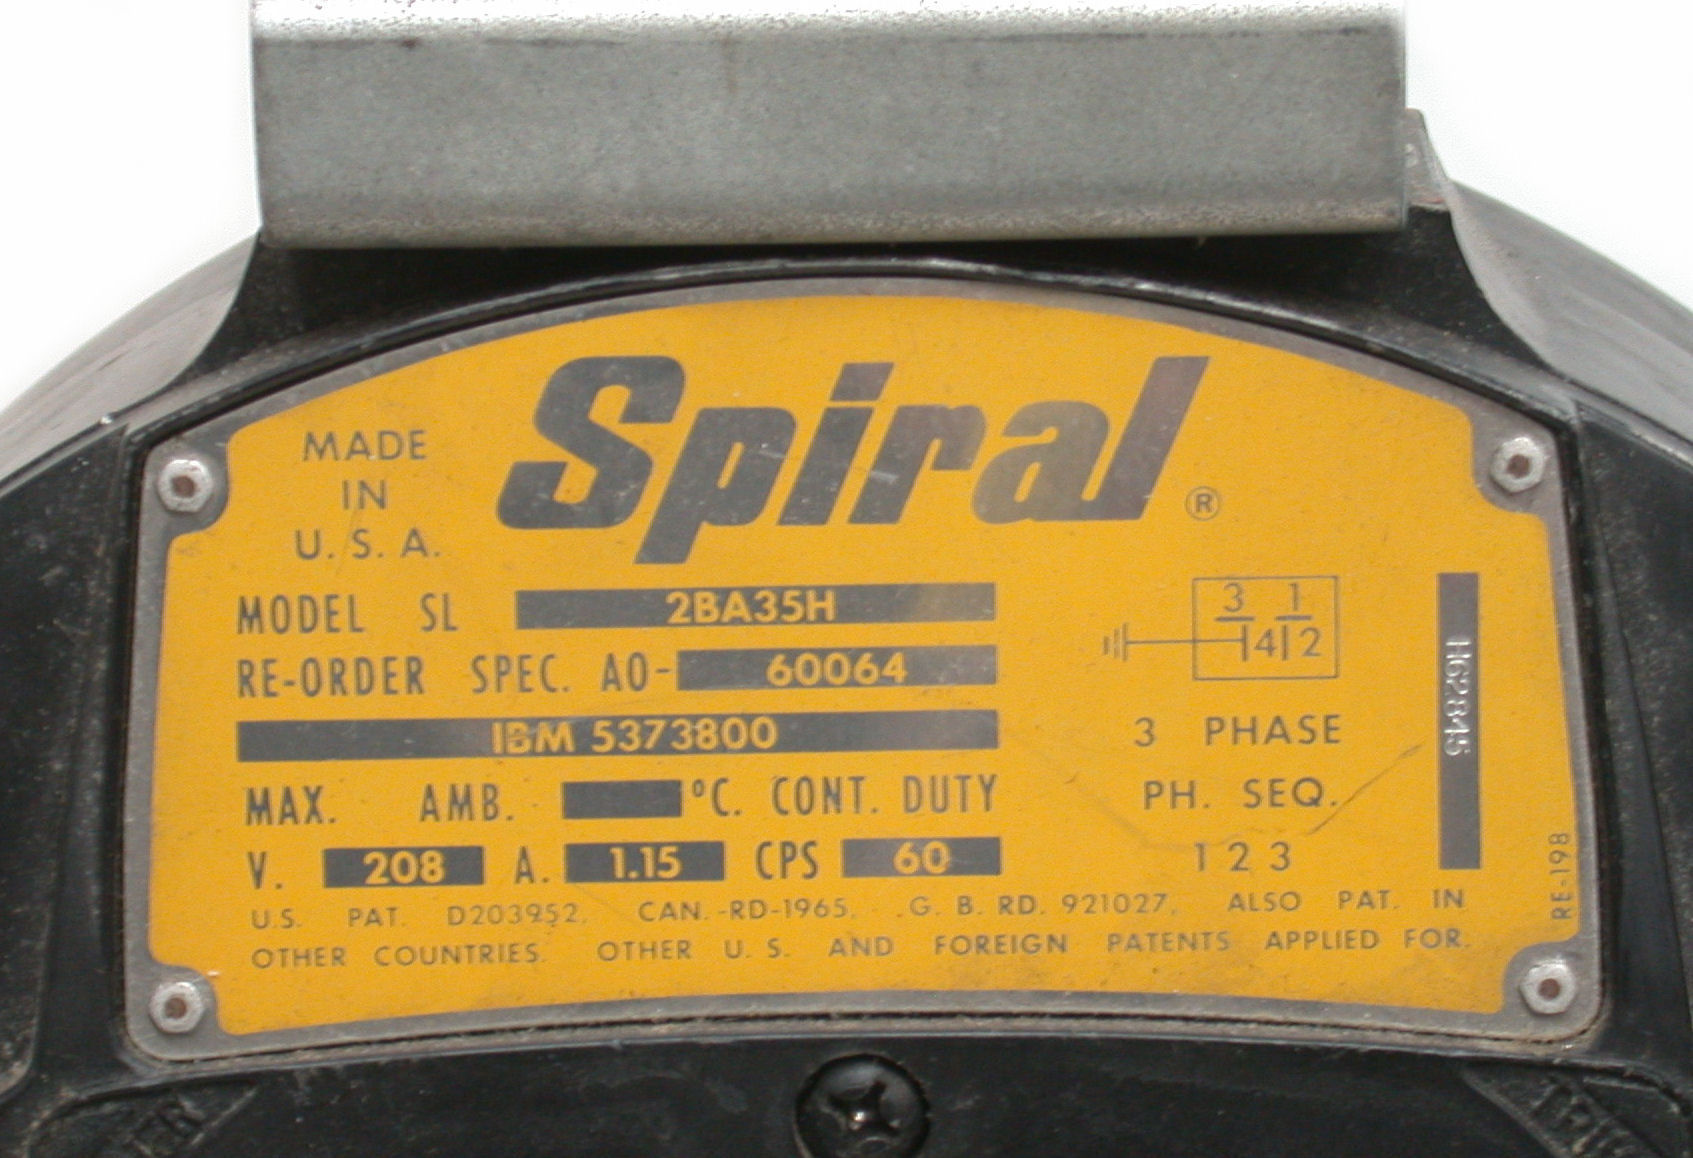 Spiral ®
MADE
IN
U. S. A.
MODEL SL 2BA35H
RE-ORDER SPEC. AO- 60064
IBM 5373800
MAX. AMB. °C. CONT. DUTY
V. 208 A. 1.15 CPS 60
3 1
4 2
3 PHASE
PH. SEQ.
1 2 3
HG2845
RE-198
U.S. PAT. D203952, CAN.-RD-1965, G. B. RD. 921027, ALSO PAT. IN
OTHER COUNTRIES. OTHER U. S. AND FOREIGN PATENTS APPLIED FOR.